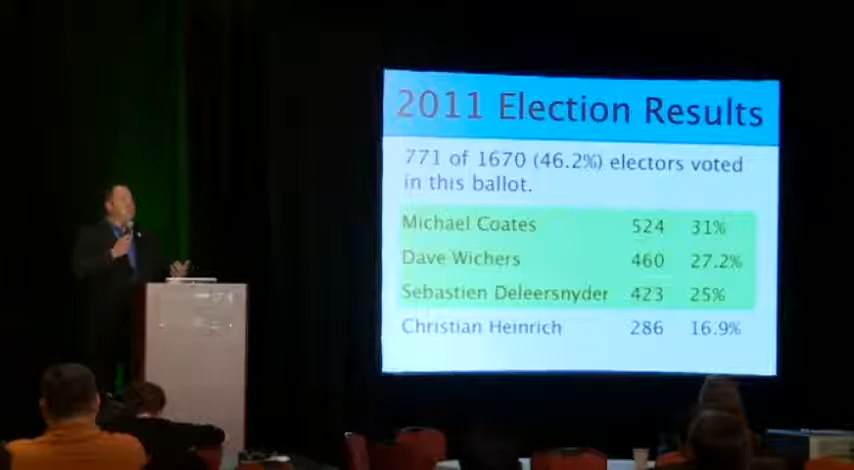 2011 Election Results
771 of 1670 (46.2%) electors voted
in this ballot.
Michael Coates 524 31%
Dave Wichers 460 27.2%
Sebastien Deleersnyder 423 25%
Christian Heinrich 286 16.9%